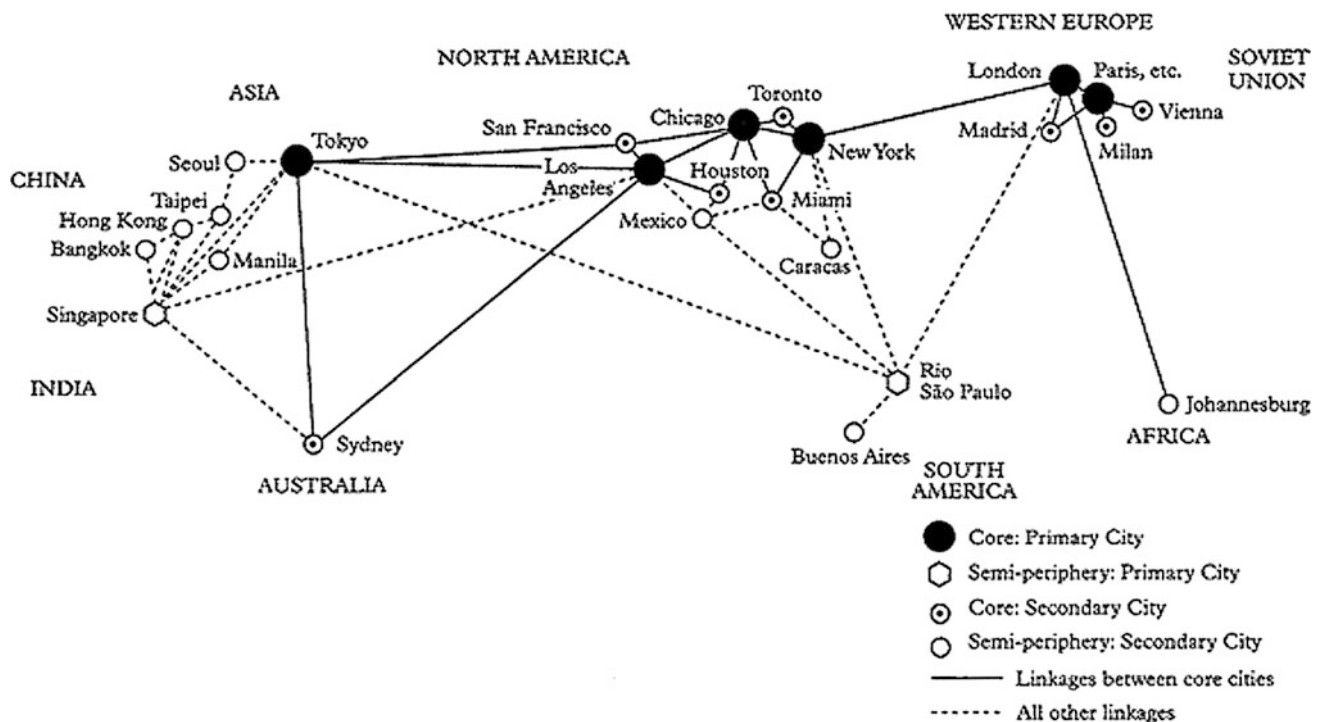 WESTERN EUROPE
NORTH AMERICA
SOVIET
UNION
London
Paris, etc.
ASIA
Toronto
Chicago
San Francisco
Vienna
Madrid
Tokyo
New York
Milan
Seoul
Los
Angeles
Houston
CHINA
Taipei
Miami
Hong Kong
Mexico
Bangkok
Manila
Caracas
Singapore
Rio
São Paulo
INDIA
Johannesburg
AFRICA
Sydney
Buenos Aires
AUSTRALIA
SOUTH
AMERICA
Core: Primary City
Semi-periphery: Primary City
Core: Secondary City
Semi-periphery: Secondary City
Linkages between core cities
All other linkages